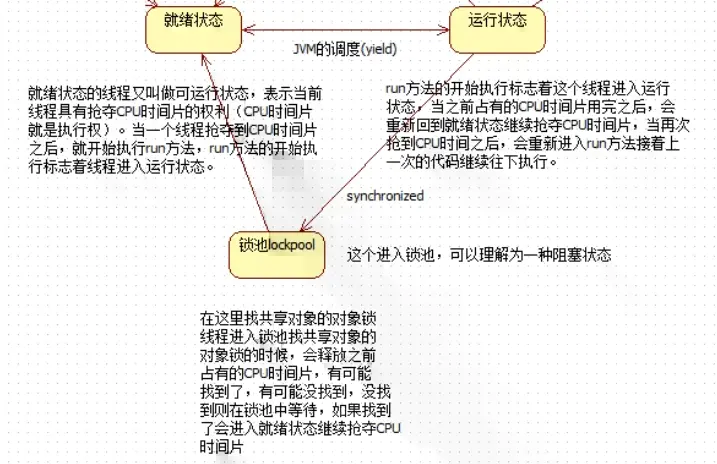 就绪状态
运行状态
JVM的调度(yield)
就绪状态的线程又叫做可运行状态，表示当前
线程具有抢夺CPU时间片的权利（CPU时间片
就是执行权）。当一个线程抢夺到CPU时间片
之后，就开始执行run方法，run方法的开始执
行标志着线程进入运行状态。
run方法的开始执行标志着这个线程进入运行
状态，当之前占有的CPU时间片用完之后，会
重新回到就绪状态继续抢夺CPU时间片，当再次
抢到CPU时间之后，会重新进入run方法接着上
一次的代码继续往下执行。
synchronized
锁池lockpool
这个进入锁池，可以理解为一种阻塞状态
在这里找共享对象的对象锁
线程进入锁池找共享对象的
对象锁的时候，会释放之前
占有的CPU时间片，有可能
找到了，有可能没找到，没找
到则在锁池中等待，如果找到
了会进入就绪状态继续抢夺CPU
时间片